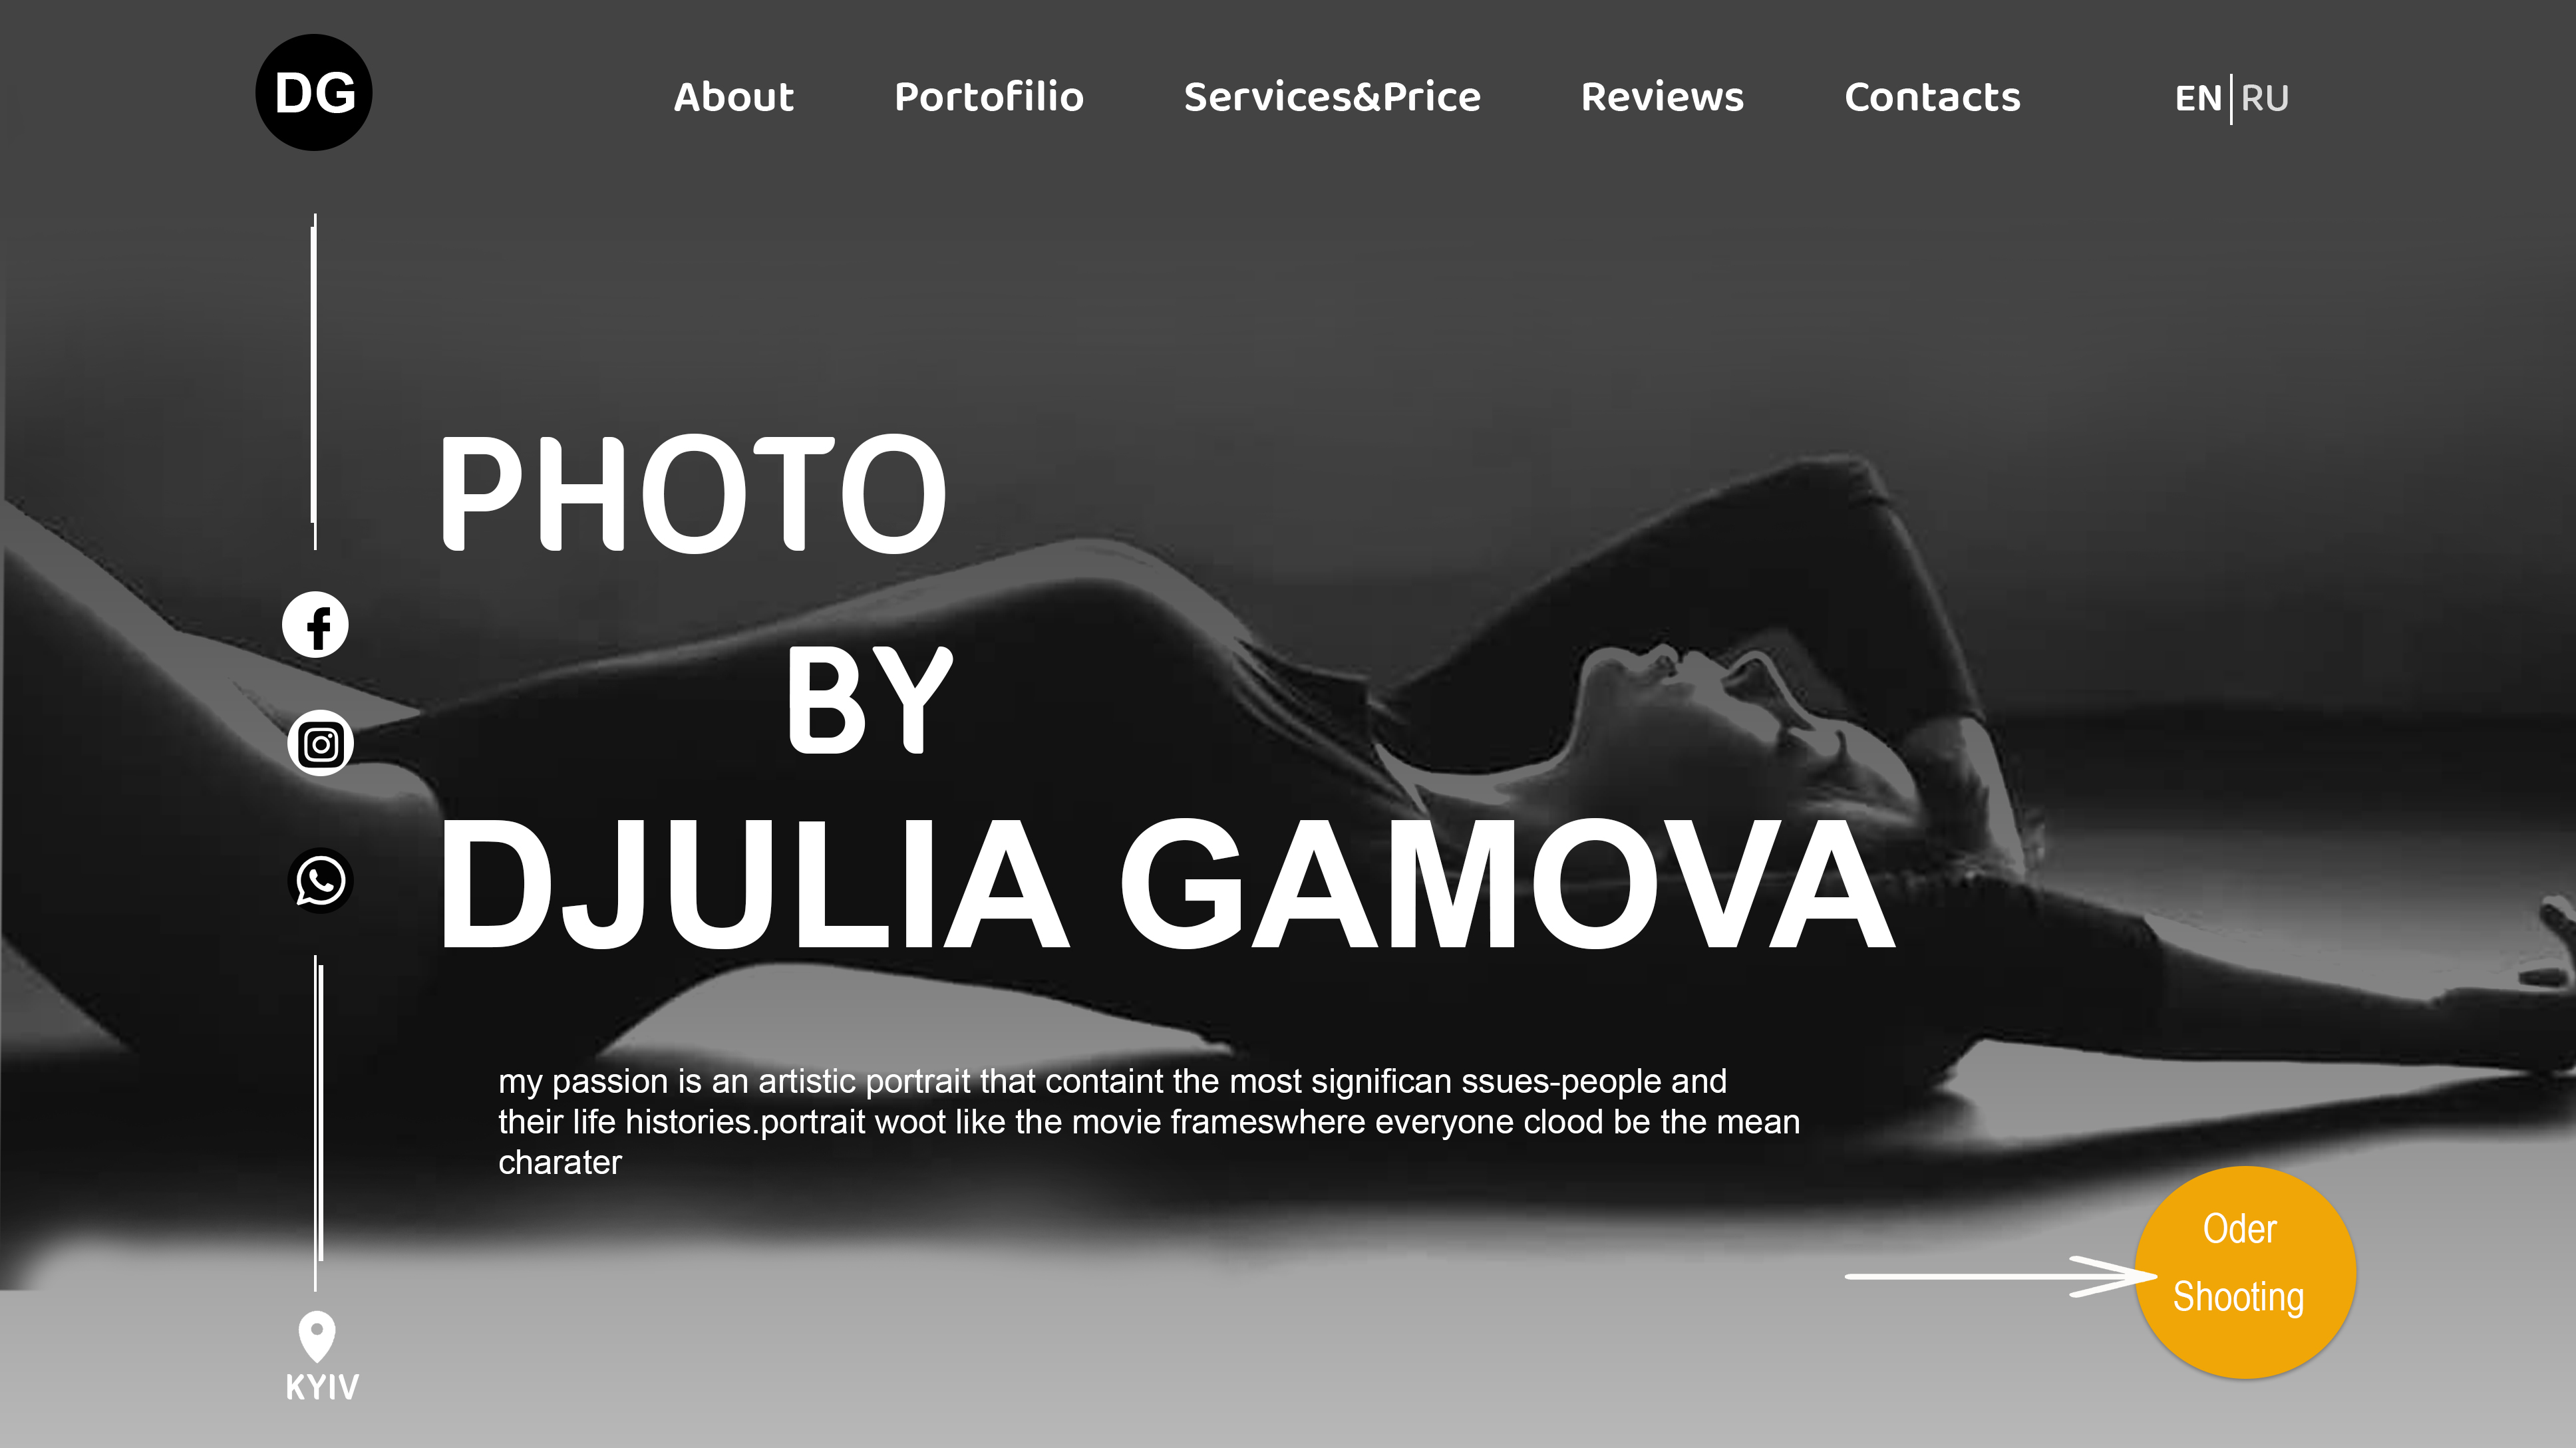 DG
About Portofilio Services&Price Reviews Contacts EN|RU
PHOTO
BY
DJULIA GAMOVA
my passion is an artistic portrait that containt the most significan ssues-people and
their life histories.portrait woot like the movie frameswhere everyone clood be the mean
charater
Oder
Shooting
KYIV